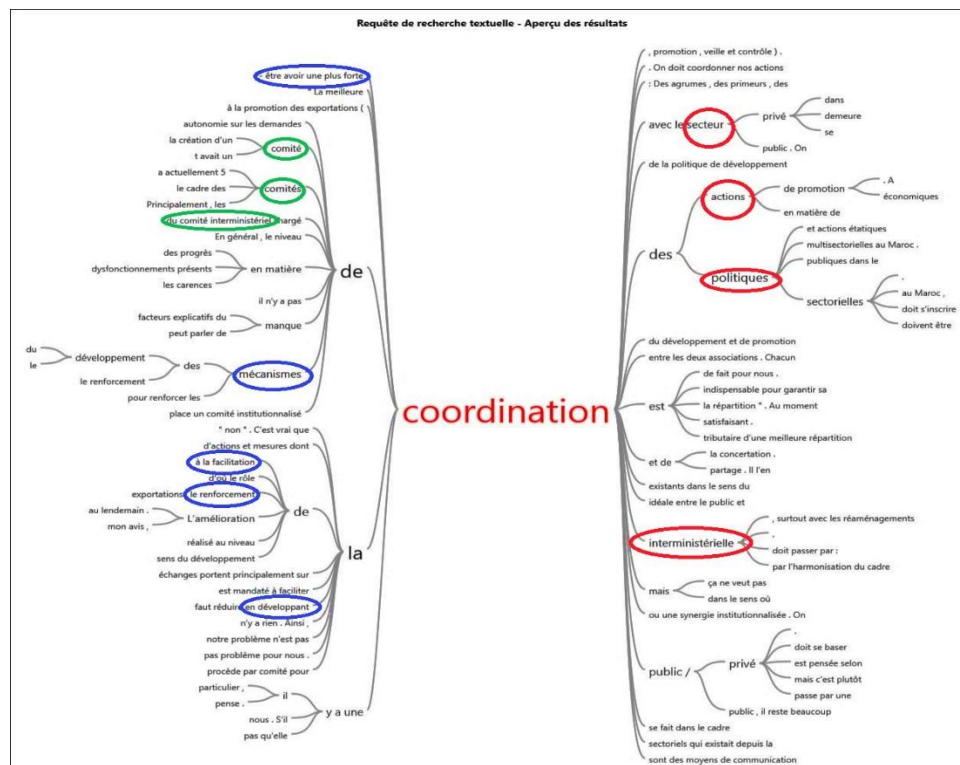 Requête de recherche textuelle - Aperçu des résultats
- être avoir une plus forte
" La meilleure
à la promotion des exportations (
autonomie sur les demandes
la création d'un
t avait un
comité
a actuellement 5
le cadre des
Principalement , les
comités
du comité interministériel chargé
En général , le niveau
des progrès
dysfonctionnements présents
les carences
en matière
il n'y a pas
facteurs explicatifs du
peut parler de
manque
du
le
développement
le renforcement
des
pour renforcer les
mécanismes
place un comité institutionnalisé
de
" non " . C'est vrai que
d'actions et mesures dont
à la facilitation
d'où le rôle
exportations le renforcement
au lendemain .
mon avis ,
L'amélioration
réalisé au niveau
sens du développement
de
échanges portent principalement sur
est mandaté à faciliter
faut réduire en développant
n'y a rien . Ainsi ,
notre problème n'est pas
pas problème pour nous .
procède par comité pour
la
particulier ,
pense .
il
nous . S'il
pas qu'elle
y a une
coordination
, promotion , veille et contrôle ) .
. On doit coordonner nos actions
: Des agrumes , des primeurs , des
avec le secteur
privé
dans
demeure
se
public . On
de la politique de développement
des
actions
de promotion
. A
économiques
en matière de
politiques
et actions étatiques
multisectorielles au Maroc .
publiques dans le
sectorielles
.
au Maroc ,
doit s'inscrire
doivent être
du développement et de promotion
entre les deux associations . Chacun
est
de fait pour nous .
indispensable pour garantir sa
la répartition " . Au moment
satisfaisant .
tributaire d'une meilleure répartition
et de
la concertation .
partage . Il l'en
existants dans le sens du
idéale entre le public et
interministérielle
, surtout avec les réaménagements
.
doit passer par :
par l'harmonisation du cadre
mais
ça ne veut pas
dans le sens où
ou une synergie institutionnalisée . On
public /
privé
.
doit se baser
est pensée selon
mais c'est plutôt
passe par une
public , il reste beaucoup
se fait dans le cadre
sectoriels qui existait depuis la
sont des moyens de communication